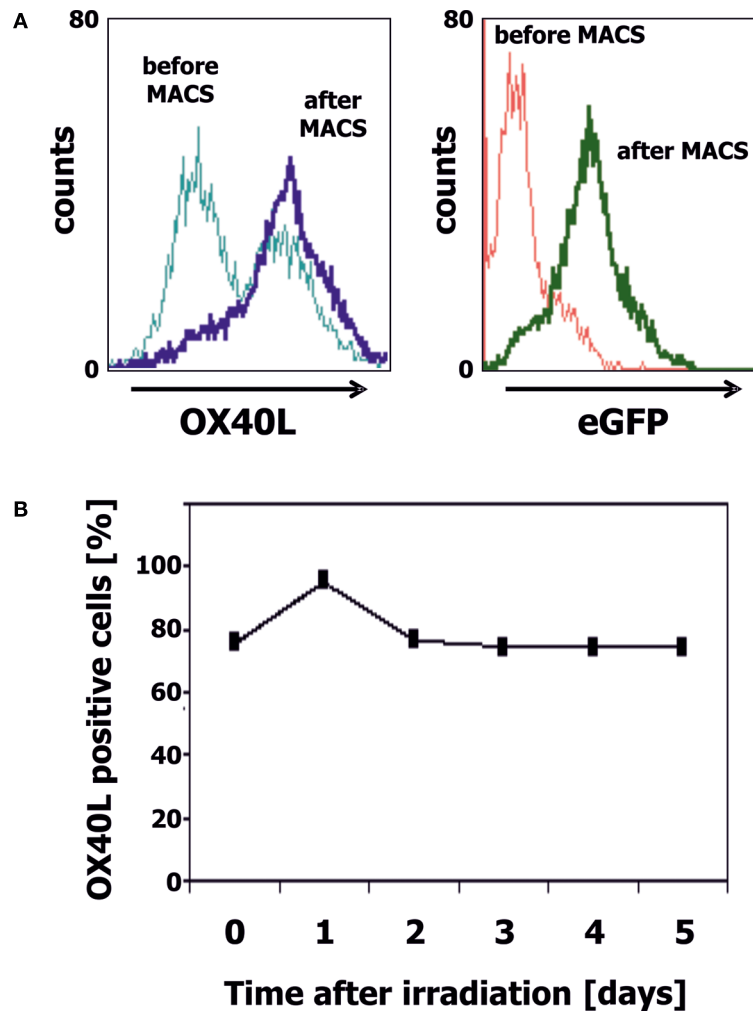 A
80
counts
0
before
MACS
after
MACS
OX40L
80
counts
0
before MACS
after MACS
eGFP
B
OX40L positive cells [%]
100
80
60
40
20
0
0 1 2 3 4 5
Time after irradiation [days]